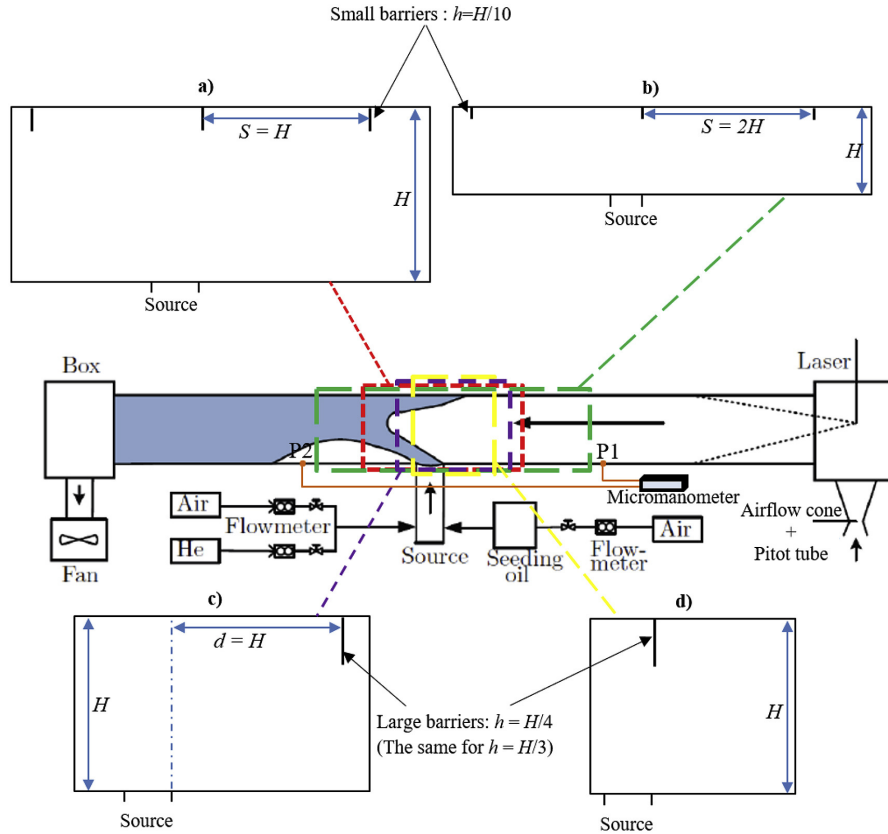 Small barriers : h=H/10
a)
b)
S = H
S = 2H
H
H
Source
Source
Box
Laser
P2
P1
Micromanometer
Air
Flowmeter
He
Fan
Source
Seeding
oil
Flow-
meter
Air
Airflow cone
+
Pitot tube
c)
d)
d = H
H
H
Large barriers: h = H/4
(The same for h = H/3)
Source
Source